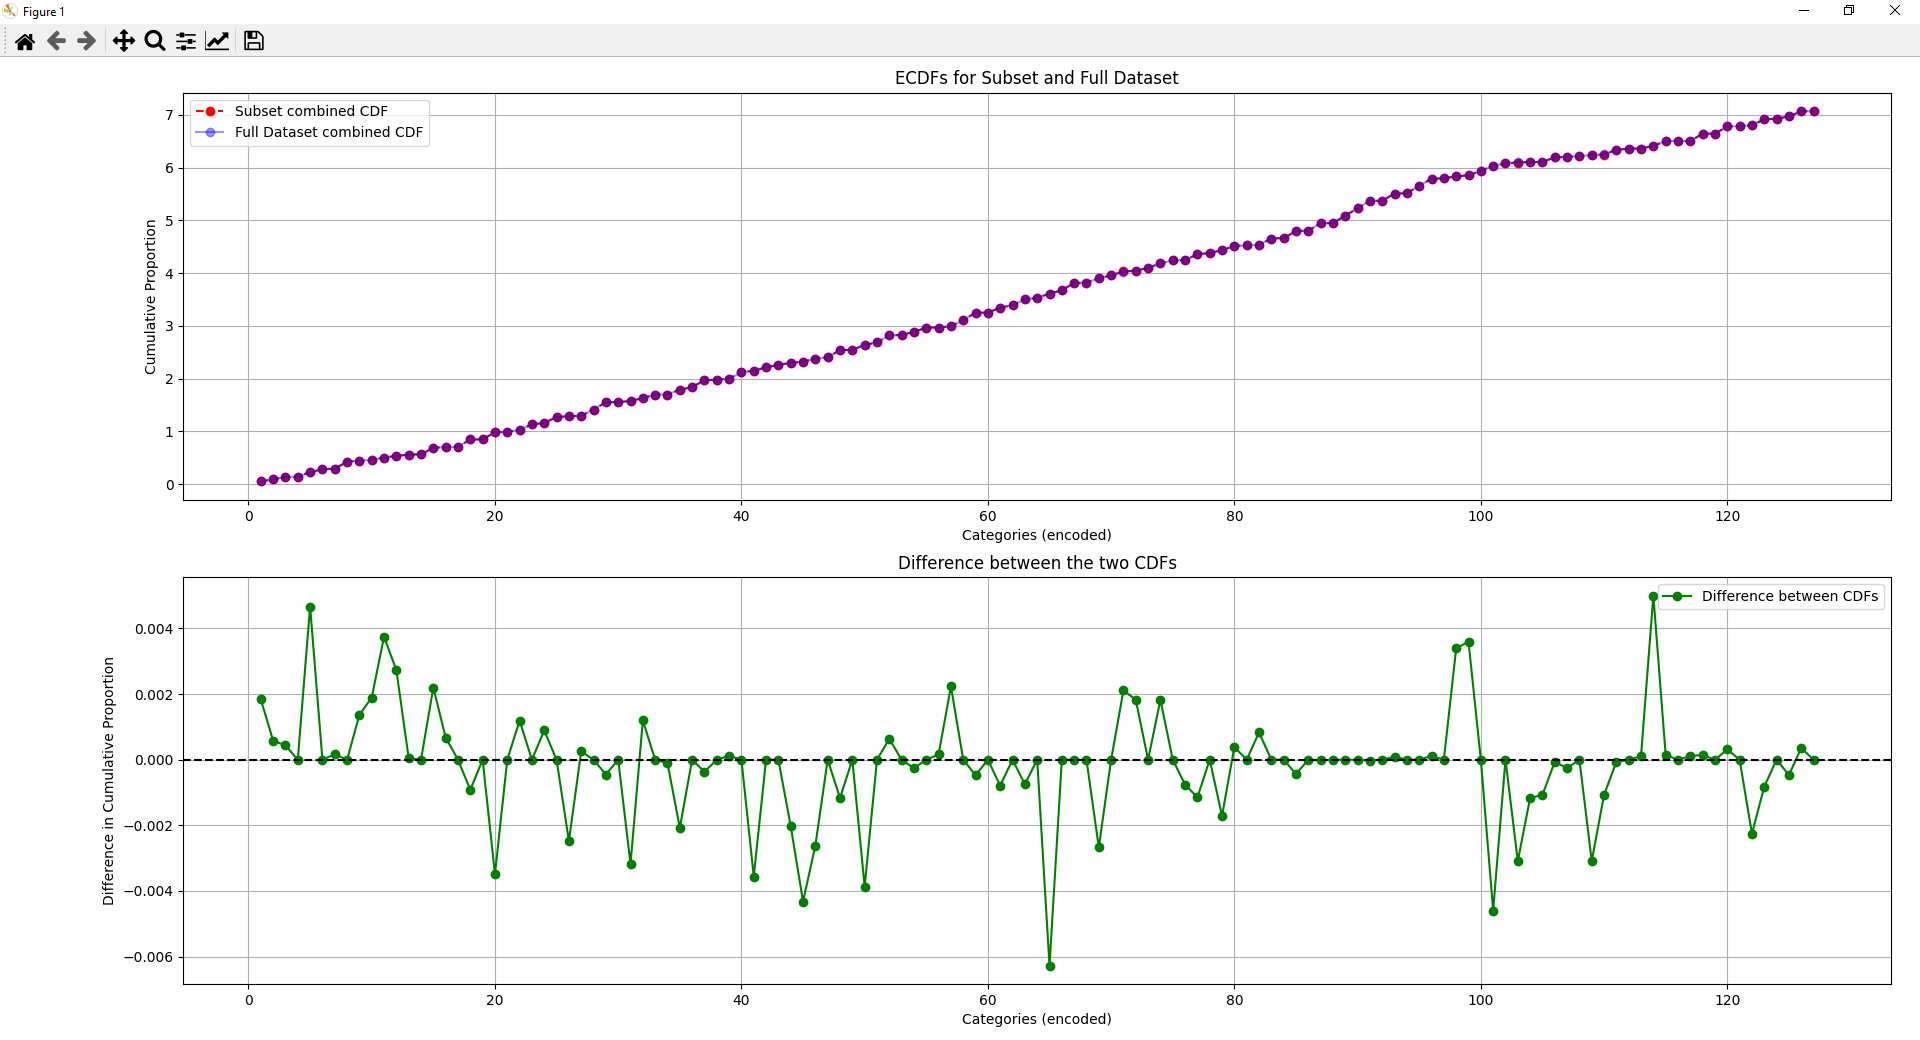 Figure 1
ECDFs for Subset and Full Dataset
Subset combined CDF
Full Dataset combined CDF
Cumulative Proportion
7
6
5
4
3
2
1
0
0 20 40 60 80 100 120
Categories (encoded)
Difference between the two CDFs
Difference between CDFs
Difference in Cumulative Proportion
0.004
0.002
0.000
−0.002
−0.004
−0.006
0 20 40 60 80 100 120
Categories (encoded)